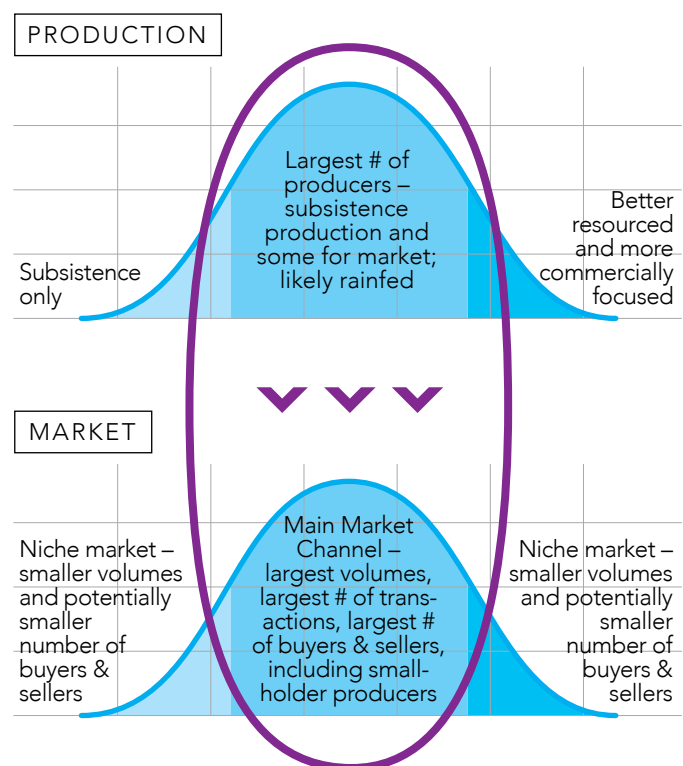 PRODUCTION
Largest # of
producers –
subsistence
production and
some for market;
likely rainfed
Subsistence
only
Better
resourced
and more
commercially
focused
MARKET
Niche market –
smaller volumes
and potentially
smaller
number of
buyers &
sellers
Main Market
Channel –
largest volumes,
largest # of trans-
actions, largest #
of buyers & sellers,
including small-
holder producers
Niche market –
smaller volumes
and potentially
smaller
number of
buyers &
sellers